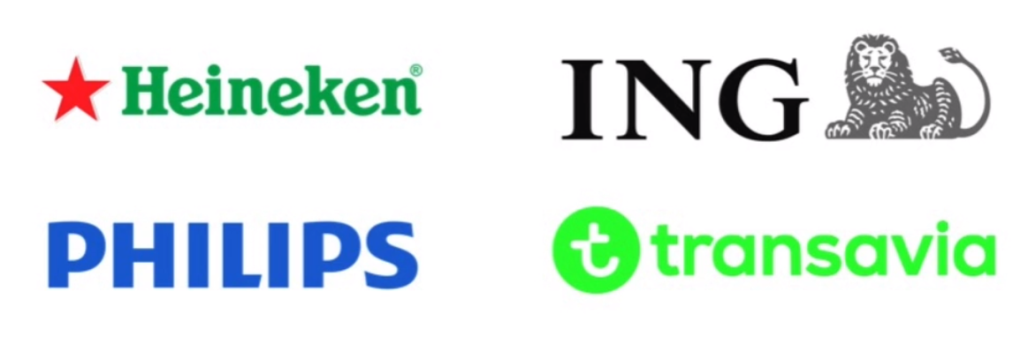 Heineken®
ING
PHILIPS
t transavia